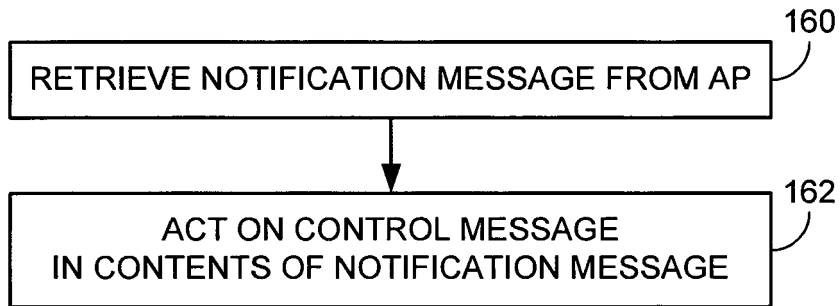 160
RETRIEVE NOTIFICATION MESSAGE FROM AP
162
ACT ON CONTROL MESSAGE
IN CONTENTS OF NOTIFICATION MESSAGE